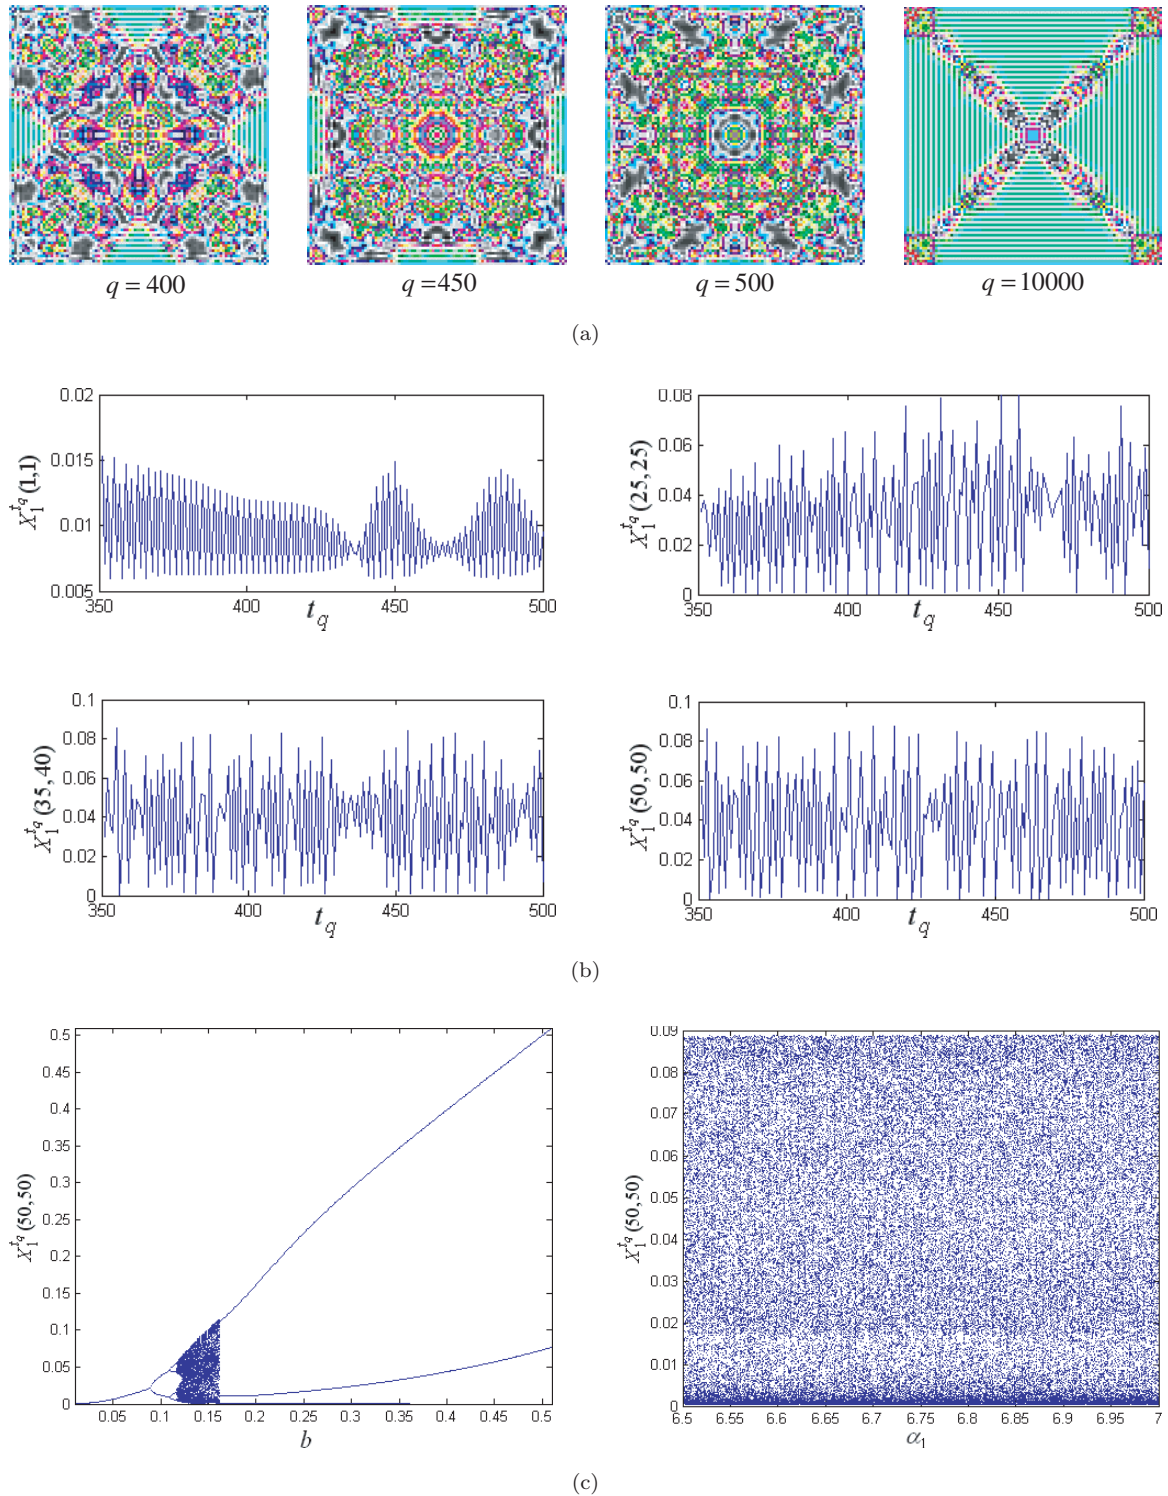 q = 400 q =450 q = 500 q = 10000
(a)
0.02
0.015
0.01
0.005
350 400 450 500
X_1^{t_q}(1,1)
t_q
0.08
0.06
0.04
0.02
0
350 400 450 500
X_1^{t_q}(25,25)
t_q
0.1
0.08
0.06
0.04
0.02
0
350 400 450 500
X_1^{t_q}(35,40)
t_q
0.1
0.08
0.06
0.04
0.02
0
350 400 450 500
X_1^{t_q}(50,50)
t_q
(b)
0.5
0.45
0.4
0.35
0.3
0.25
0.2
0.15
0.1
0.05
0
0.05 0.1 0.15 0.2 0.25 0.3 0.35 0.4 0.45 0.5
X_1^{t_q}(50,50)
b
0.09
0.08
0.07
0.06
0.05
0.04
0.03
0.02
0.01
0
6.5 6.55 6.6 6.65 6.7 6.75 6.8 6.85 6.9 6.95 7
X_1^{t_q}(50,50)
α_1
(c)